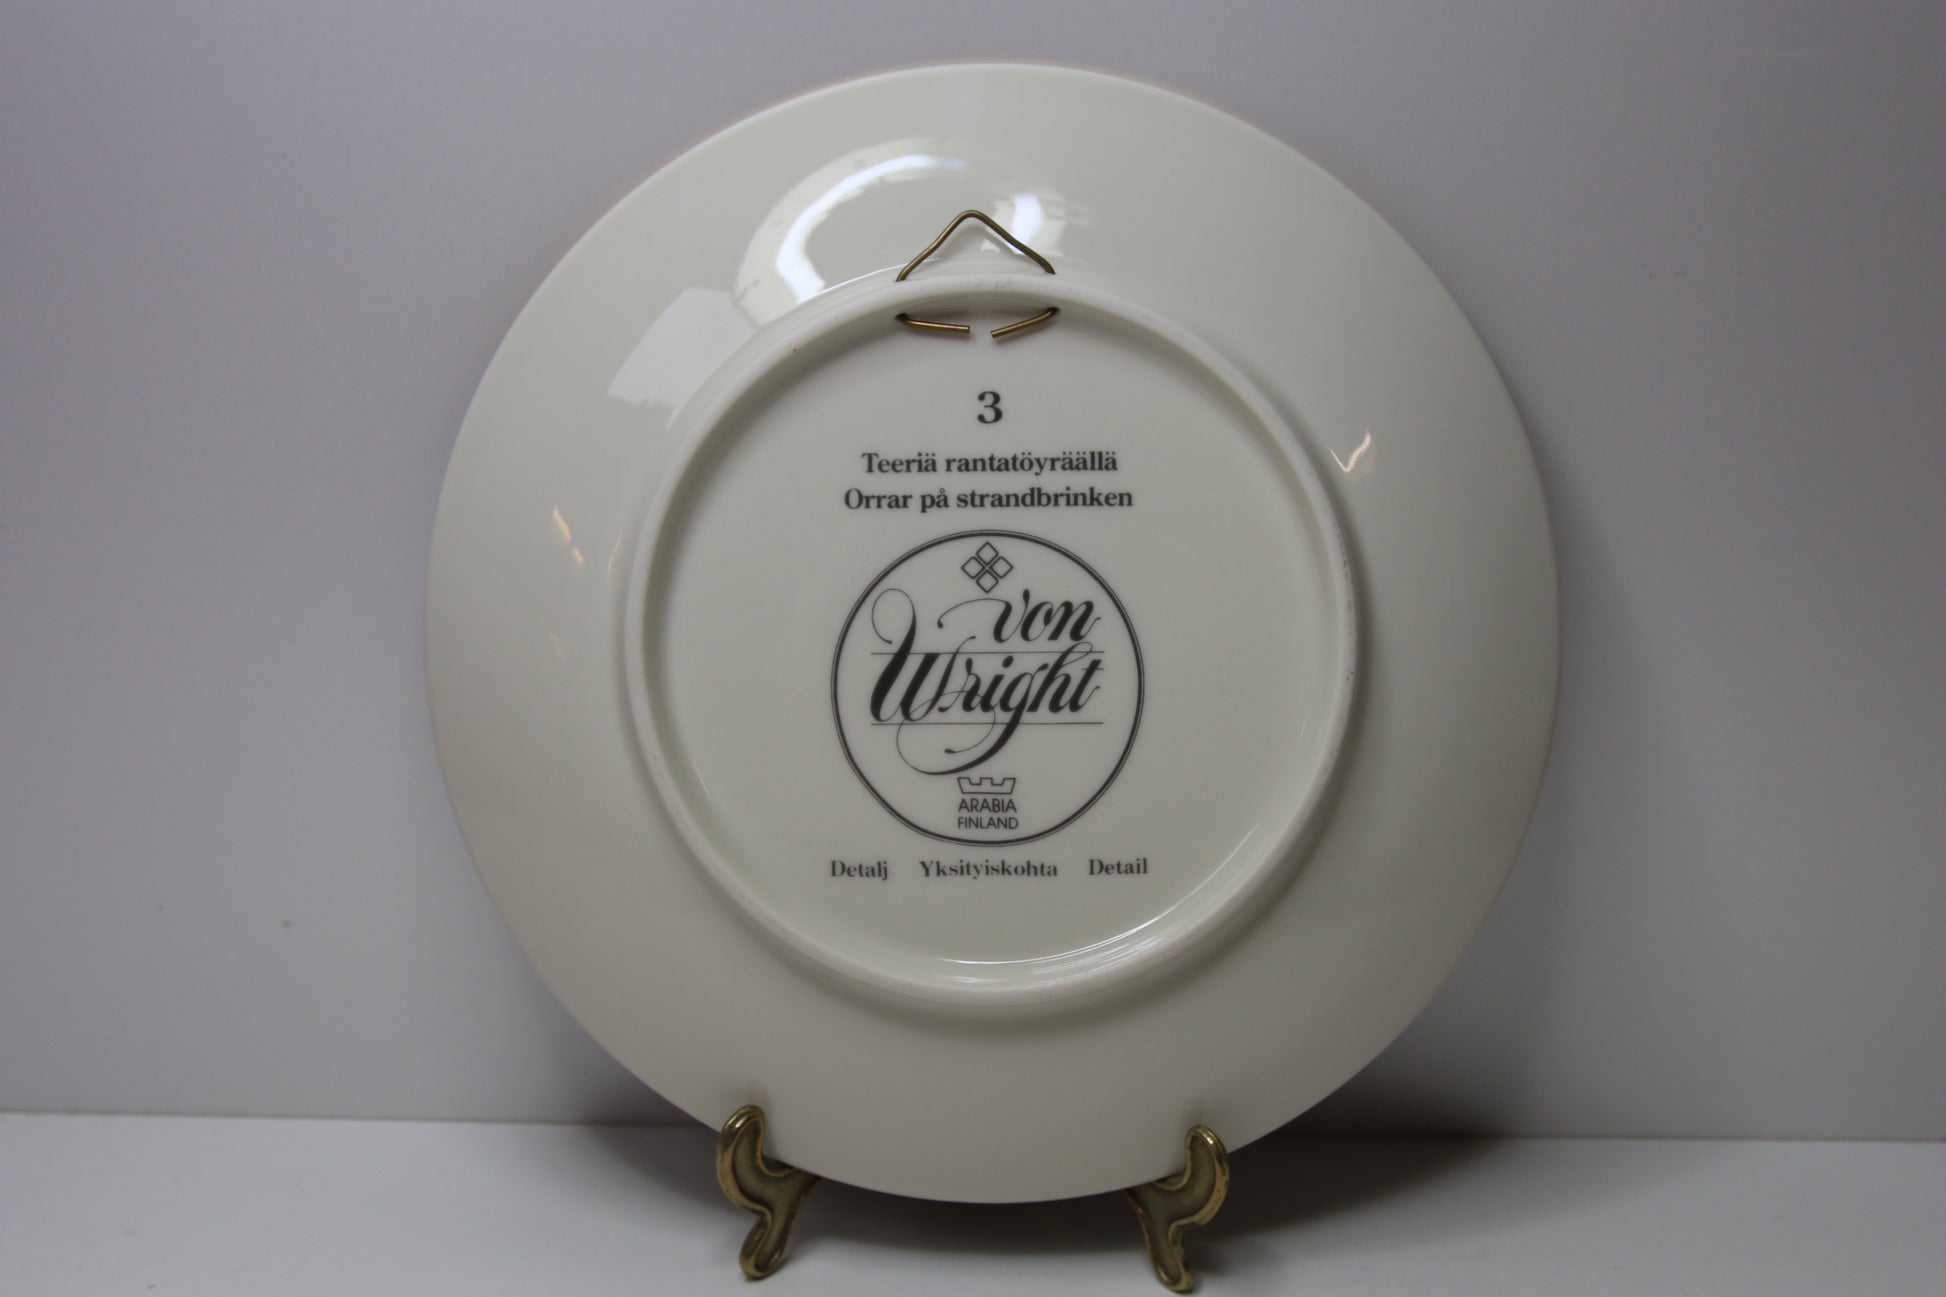 3
Teeriä rantatöyräällä
Orrar på strandbrinken
von
Wright
ARABIA
FINLAND
Detalj Yksityiskohta Detail